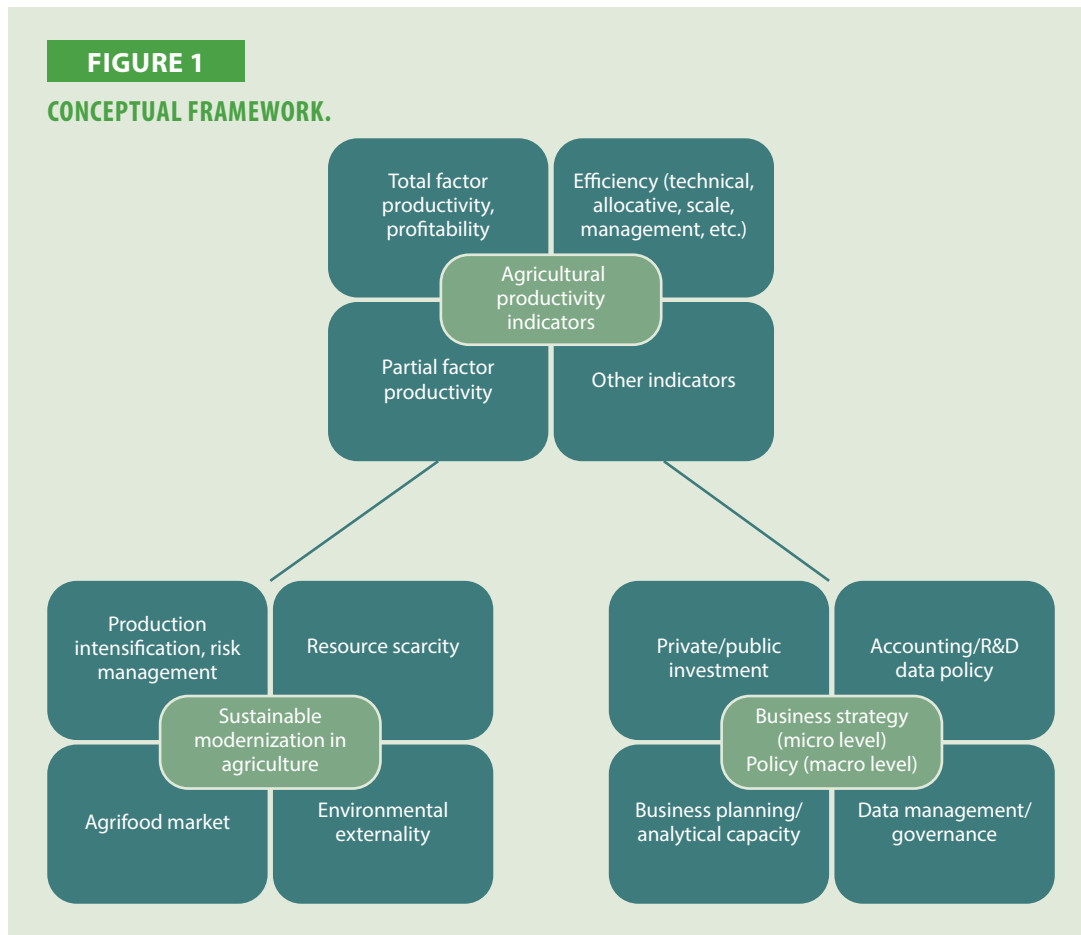 FIGURE 1
CONCEPTUAL FRAMEWORK.
Total factor
productivity,
profitability
Efficiency (technical,
allocative, scale,
management, etc.)
Agricultural
productivity
indicators
Partial factor
productivity
Other indicators
Production
intensification, risk
management
Resource scarcity
Sustainable
modernization in
agriculture
Agrifood market
Environmental
externality
Private/public
investment
Accounting/R&D
data policy
Business strategy
(micro level)
Policy (macro level)
Business planning/
analytical capacity
Data management/
governance